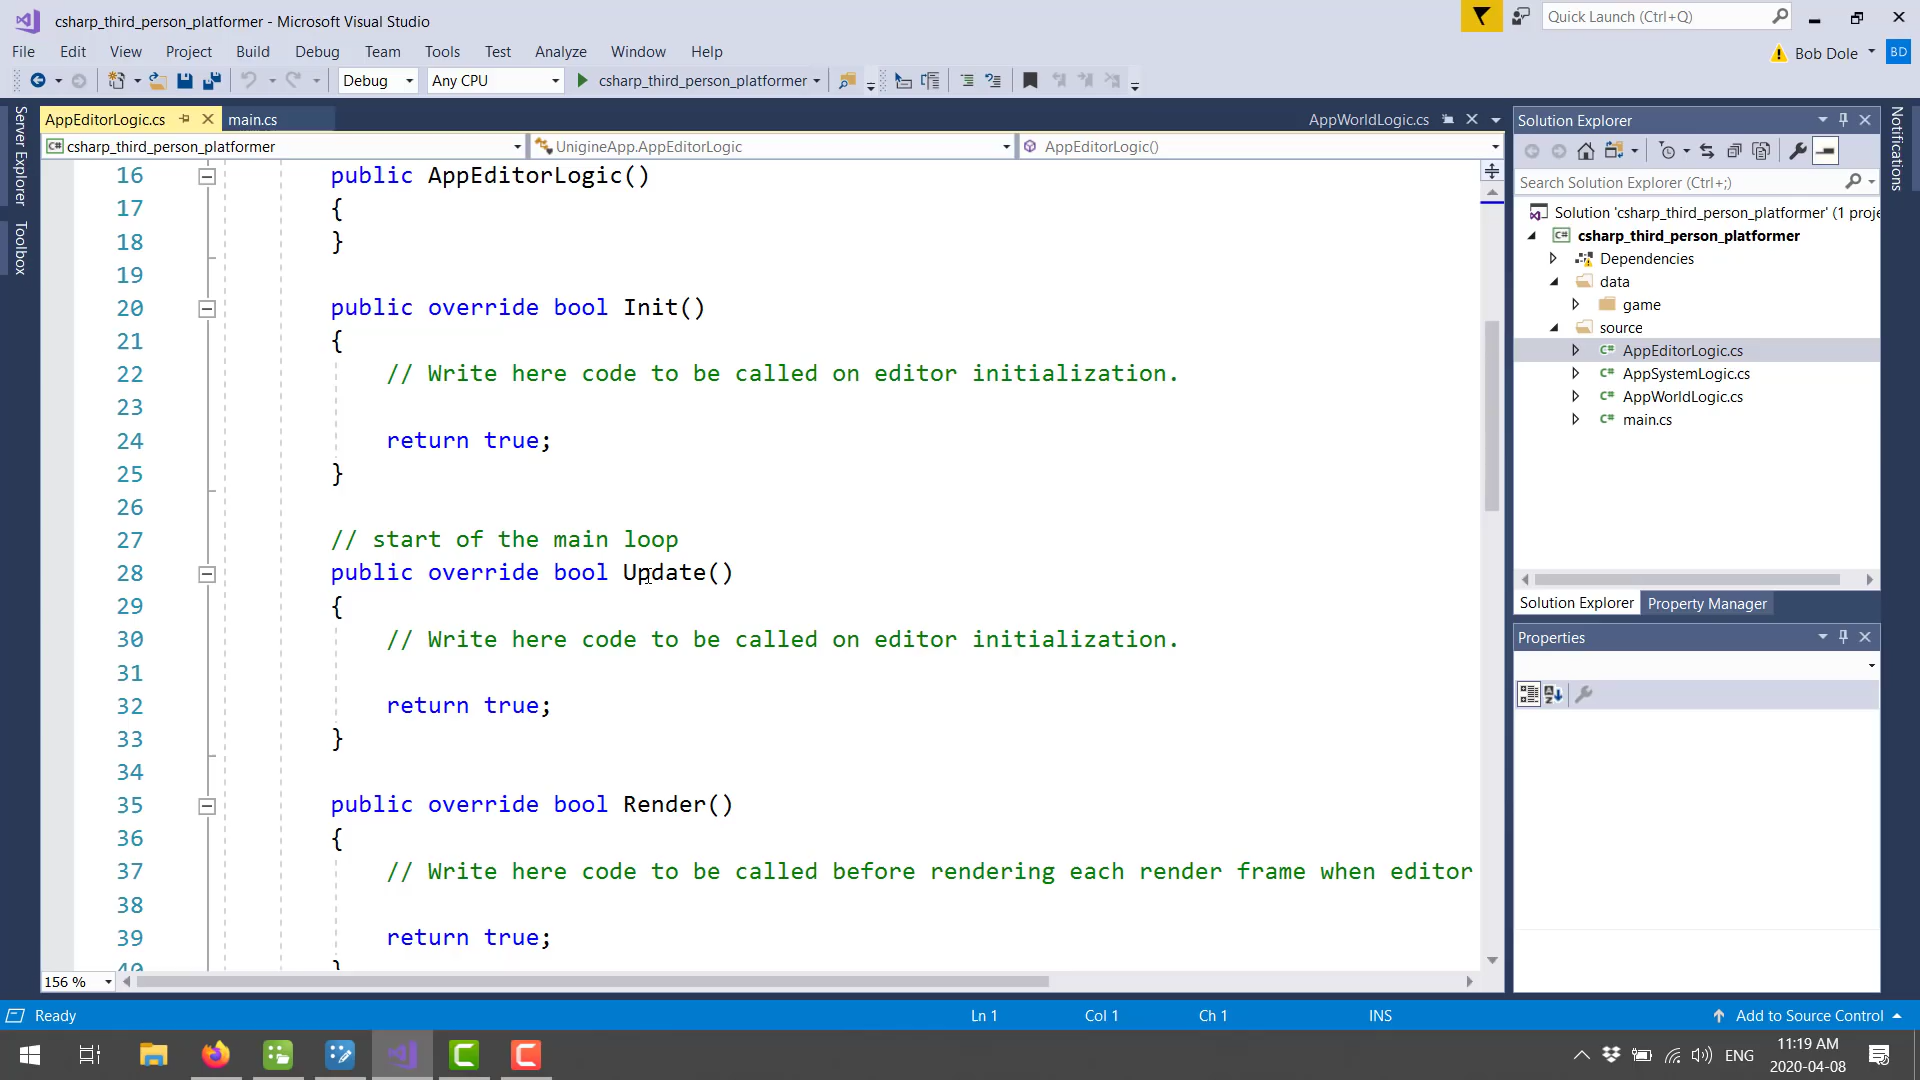 csharp_third_person_platformer - Microsoft Visual Studio
Quick Launch (Ctrl+Q)
File Edit View Project Build Debug Team Tools Test Analyze Window Help
Bob Dole
BD
Debug
Any CPU
csharp_third_person_platformer
Server Explorer
Toolbox
AppEditorLogic.cs
main.cs
AppWorldLogic.cs
csharp_third_person_platformer
UnigineApp.AppEditorLogic
AppEditorLogic()
16 public AppEditorLogic()
17 {
18 }
19
20 public override bool Init()
21 {
22 // Write here code to be called on editor initialization.
23
24 return true;
25 }
26
27 // start of the main loop
28 public override bool Update()
29 {
30 // Write here code to be called on editor initialization.
31
32 return true;
33 }
34
35 public override bool Render()
36 {
37 // Write here code to be called before rendering each render frame when editor
38
39 return true;
40 }
156 %
Solution Explorer
Search Solution Explorer (Ctrl+;)
Solution 'csharp_third_person_platformer' (1 proje
csharp_third_person_platformer
Dependencies
data
game
source
AppEditorLogic.cs
AppSystemLogic.cs
AppWorldLogic.cs
main.cs
Solution Explorer
Property Manager
Properties
Notifications
Ready
Ln 1
Col 1
Ch 1
INS
Add to Source Control
ENG
11:19 AM
2020-04-08